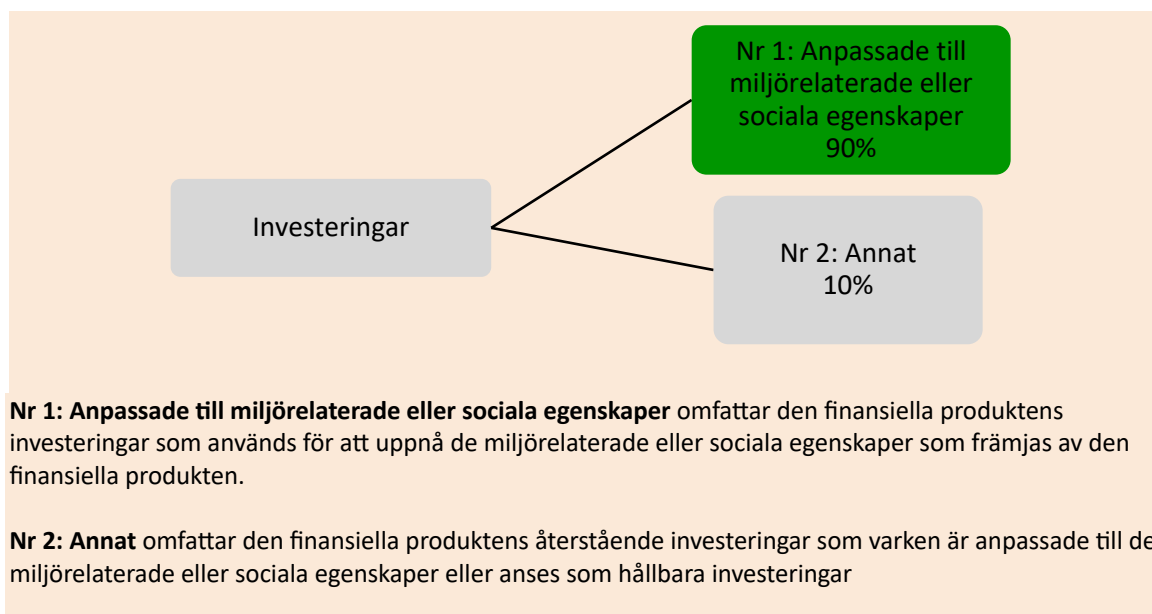 Nr 1: Anpassade till
miljörelaterade eller
sociala egenskaper
90%
Investeringar
Nr 2: Annat
10%
Nr 1: Anpassade till miljörelaterade eller sociala egenskaper omfattar den finansiella produktens
investeringar som används för att uppnå de miljörelaterade eller sociala egenskaper som främjas av den
finansiella produkten.
Nr 2: Annat omfattar den finansiella produktens återstående investeringar som varken är anpassade till de
miljörelaterade eller sociala egenskaper eller anses som hållbara investeringar